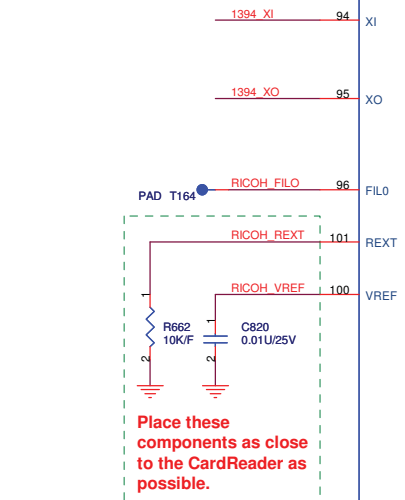 1394_XI 94 XI
1394_XO 95 XO
PAD T164 RICOH_FILO 96 FIL0
RICOH_REXT 101 REXT
RICOH_VREF 100 VREF
1 1
R662 C820
10K/F 0.01U/25V
2 2
Place these
components as close
to the CardReader as
possible.